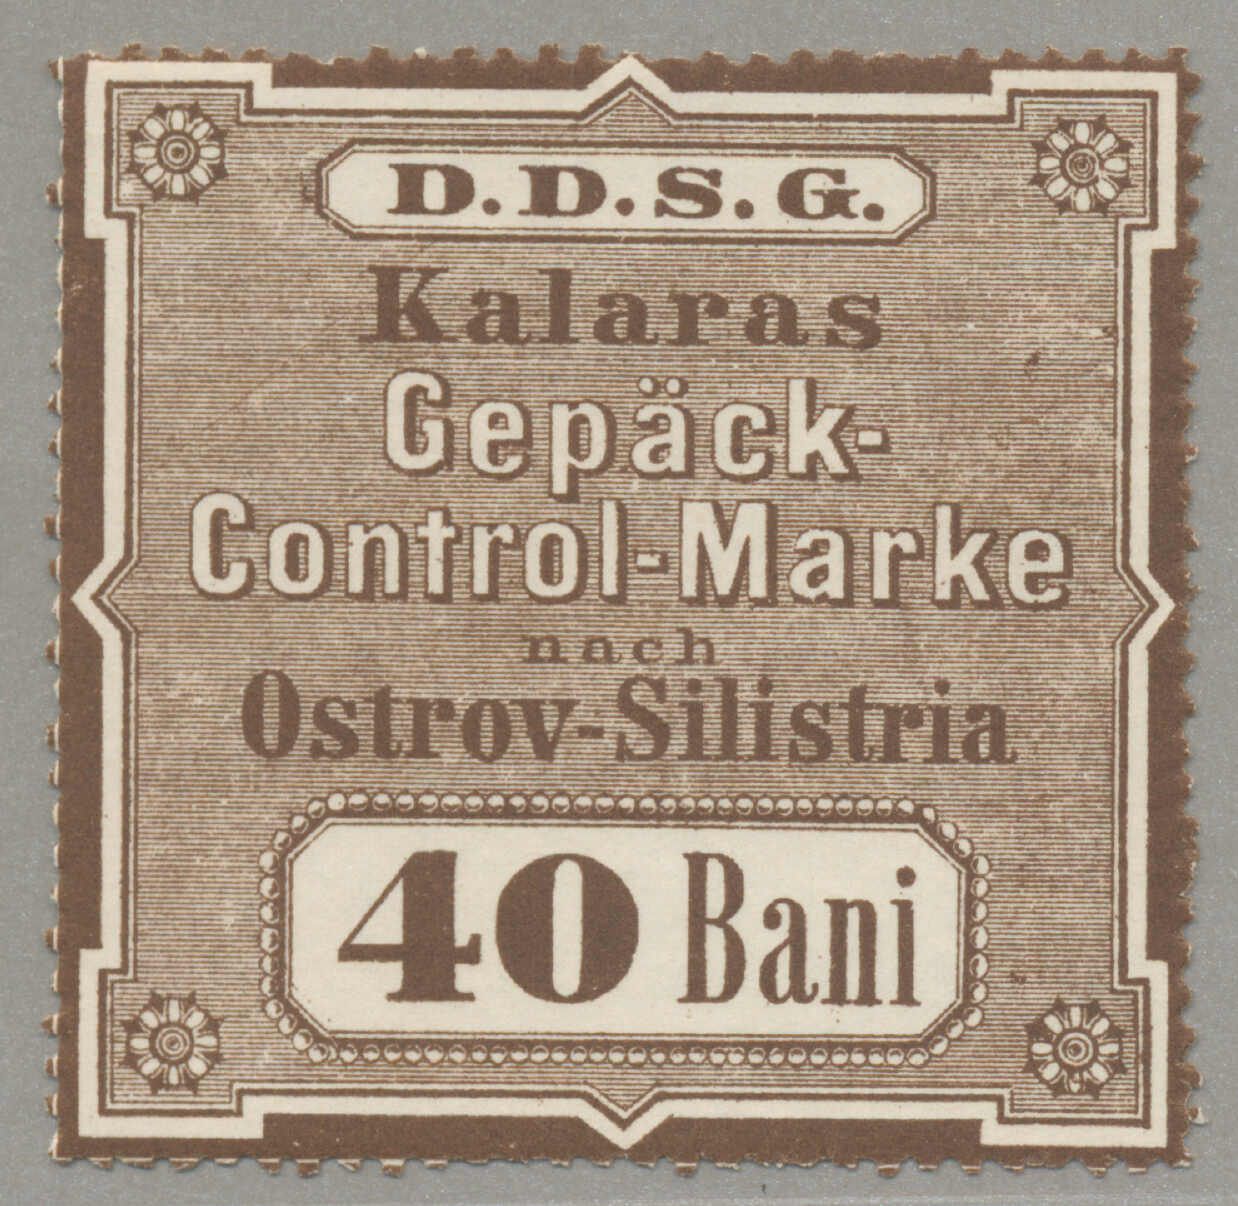 D.D.S.G.
Kalaras
Gepäck-
Control-Marke
nach
Ostrov-Silistria
40 Bani